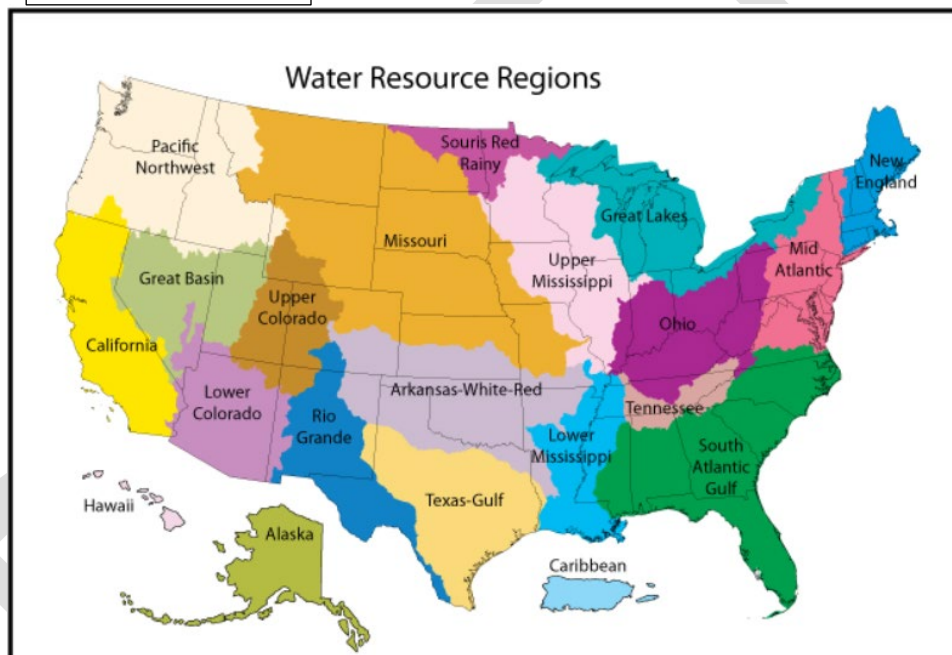 Water Resource Regions
Pacific
Northwest
Souris Red
Rainy
New
England
Great Lakes
Missouri
Mid
Atlantic
Upper
Mississippi
Great Basin
Upper
Colorado
Ohio
California
Arkansas-White-Red
Lower
Colorado
Rio
Grande
Tennessee
Lower
Mississippi
South
Atlantic
Gulf
Texas-Gulf
Hawaii
Alaska
Caribbean